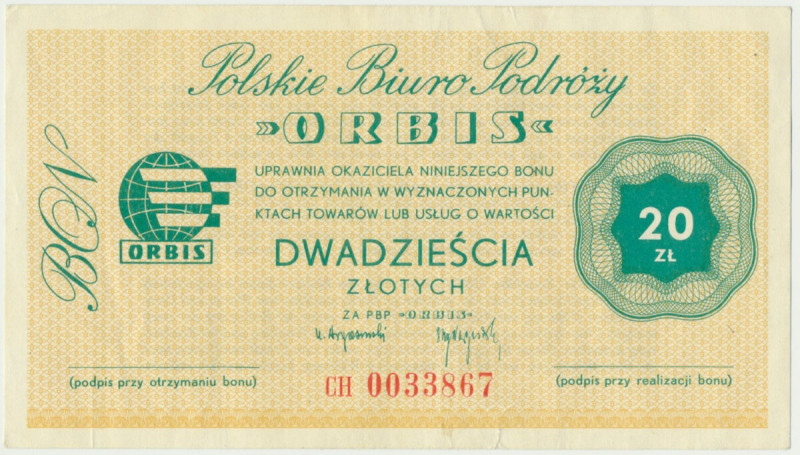 Polskie Biuro Podróży
»ORBIS«
BON
ORBIS
UPRAWNIA OKAZICIELA NINIEJSZEGO BONU
DO OTRZYMANIA W WYZNACZONYCH PUN-
KTACH TOWARÓW LUB USŁUG O WARTOŚCI
DWADZIEŚCIA
ZŁOTYCH
20
ZŁ
ZA PBP »ORBIS«
(podpis przy otrzymaniu bonu)
CH 0033867
(podpis przy realizacji bonu)